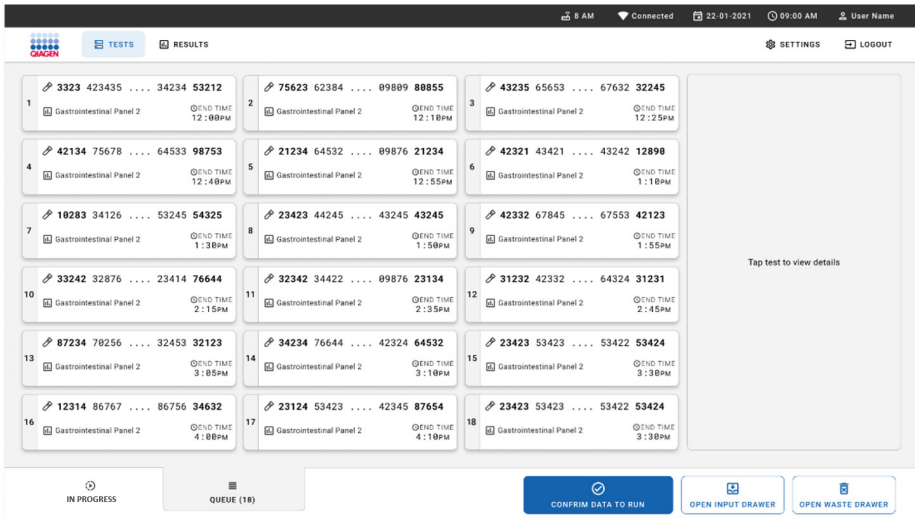 8 AM Connected 22-01-2021 09:00 AM User Name
QIAGEN TESTS RESULTS SETTINGS LOGOUT
1 3323 423435 .... 34234 53212
Gastrointestinal Panel 2 END TIME 12:00PM
2 75623 62384 .... 09809 80855
Gastrointestinal Panel 2 END TIME 12:10PM
3 43235 65653 .... 67632 32245
Gastrointestinal Panel 2 END TIME 12:25PM
4 42134 75678 .... 64533 98753
Gastrointestinal Panel 2 END TIME 12:40PM
5 21234 64532 .... 09876 21234
Gastrointestinal Panel 2 END TIME 12:55PM
6 42321 43421 .... 43242 12890
Gastrointestinal Panel 2 END TIME 1:10PM
7 10283 34126 .... 53245 54325
Gastrointestinal Panel 2 END TIME 1:30PM
8 23423 44245 .... 43245 43245
Gastrointestinal Panel 2 END TIME 1:50PM
9 42332 67845 .... 67553 42123
Gastrointestinal Panel 2 END TIME 1:55PM
10 33242 32876 .... 23414 76644
Gastrointestinal Panel 2 END TIME 2:15PM
11 32342 34422 .... 09876 23134
Gastrointestinal Panel 2 END TIME 2:35PM
12 31232 42332 .... 64324 31231
Gastrointestinal Panel 2 END TIME 2:45PM
13 87234 70256 .... 32453 32123
Gastrointestinal Panel 2 END TIME 3:05PM
14 34234 76644 .... 42324 64532
Gastrointestinal Panel 2 END TIME 3:10PM
15 23423 53423 .... 53422 53424
Gastrointestinal Panel 2 END TIME 3:30PM
16 12314 86767 .... 86756 34632
Gastrointestinal Panel 2 END TIME 4:00PM
17 23124 53423 .... 42345 87654
Gastrointestinal Panel 2 END TIME 4:10PM
18 23423 53423 .... 53422 53424
Gastrointestinal Panel 2 END TIME 3:30PM
Tap test to view details
IN PROGRESS QUEUE (18) CONFRIM DATA TO RUN OPEN INPUT DRAWER OPEN WASTE DRAWER